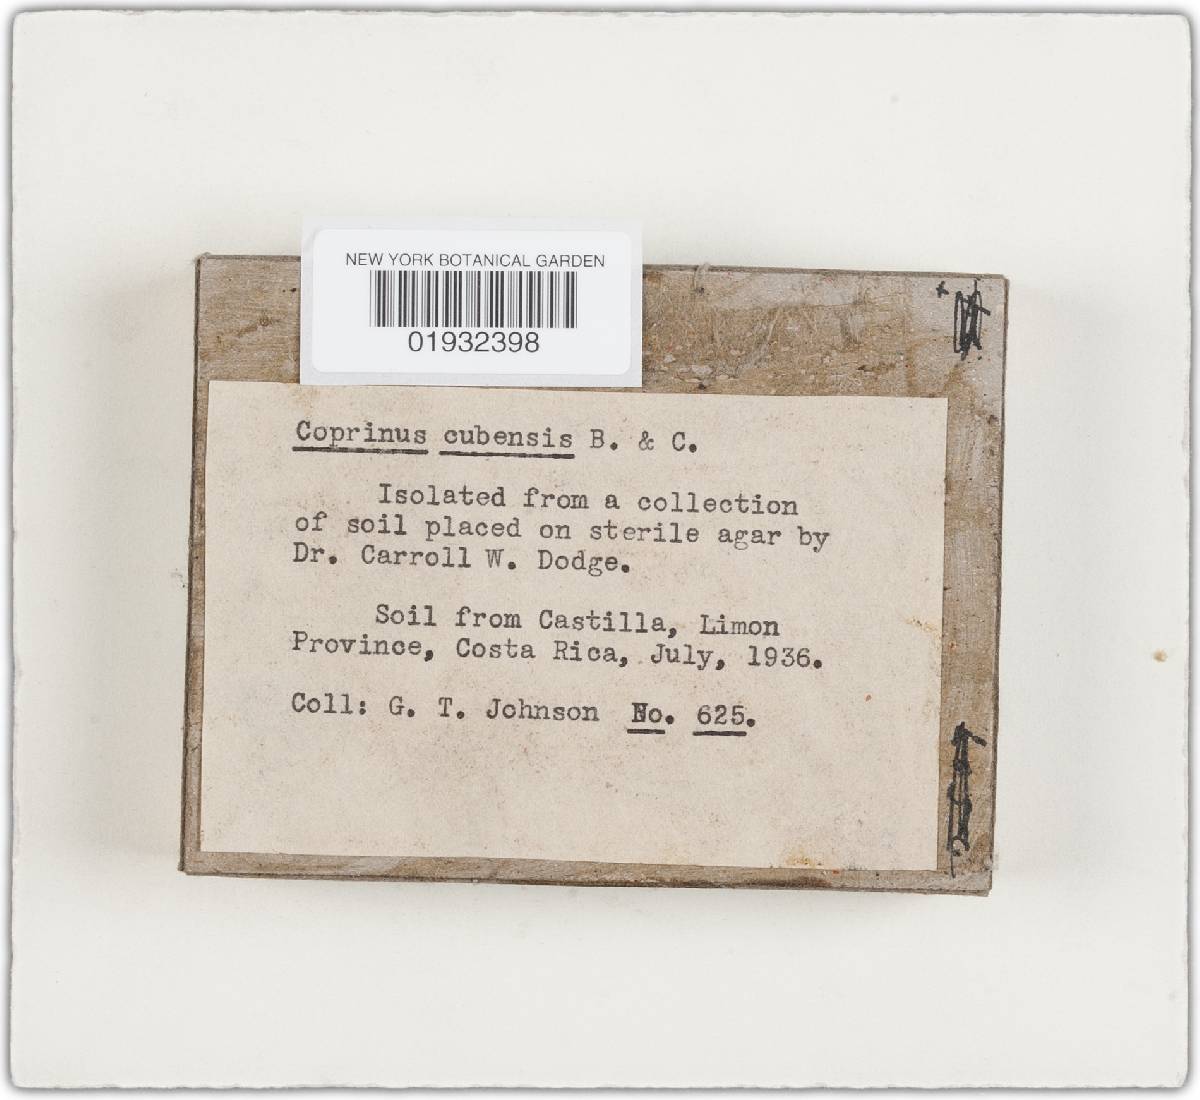 NEW YORK BOTANICAL GARDEN
01932398
Coprinus cubensis B. & C.
Isolated from a collection
of soil placed on sterile agar by
Dr. Carroll W. Dodge.
Soil from Castilla, Limon
Province, Costa Rica, July, 1936.
Coll: G. T. Johnson No. 625.